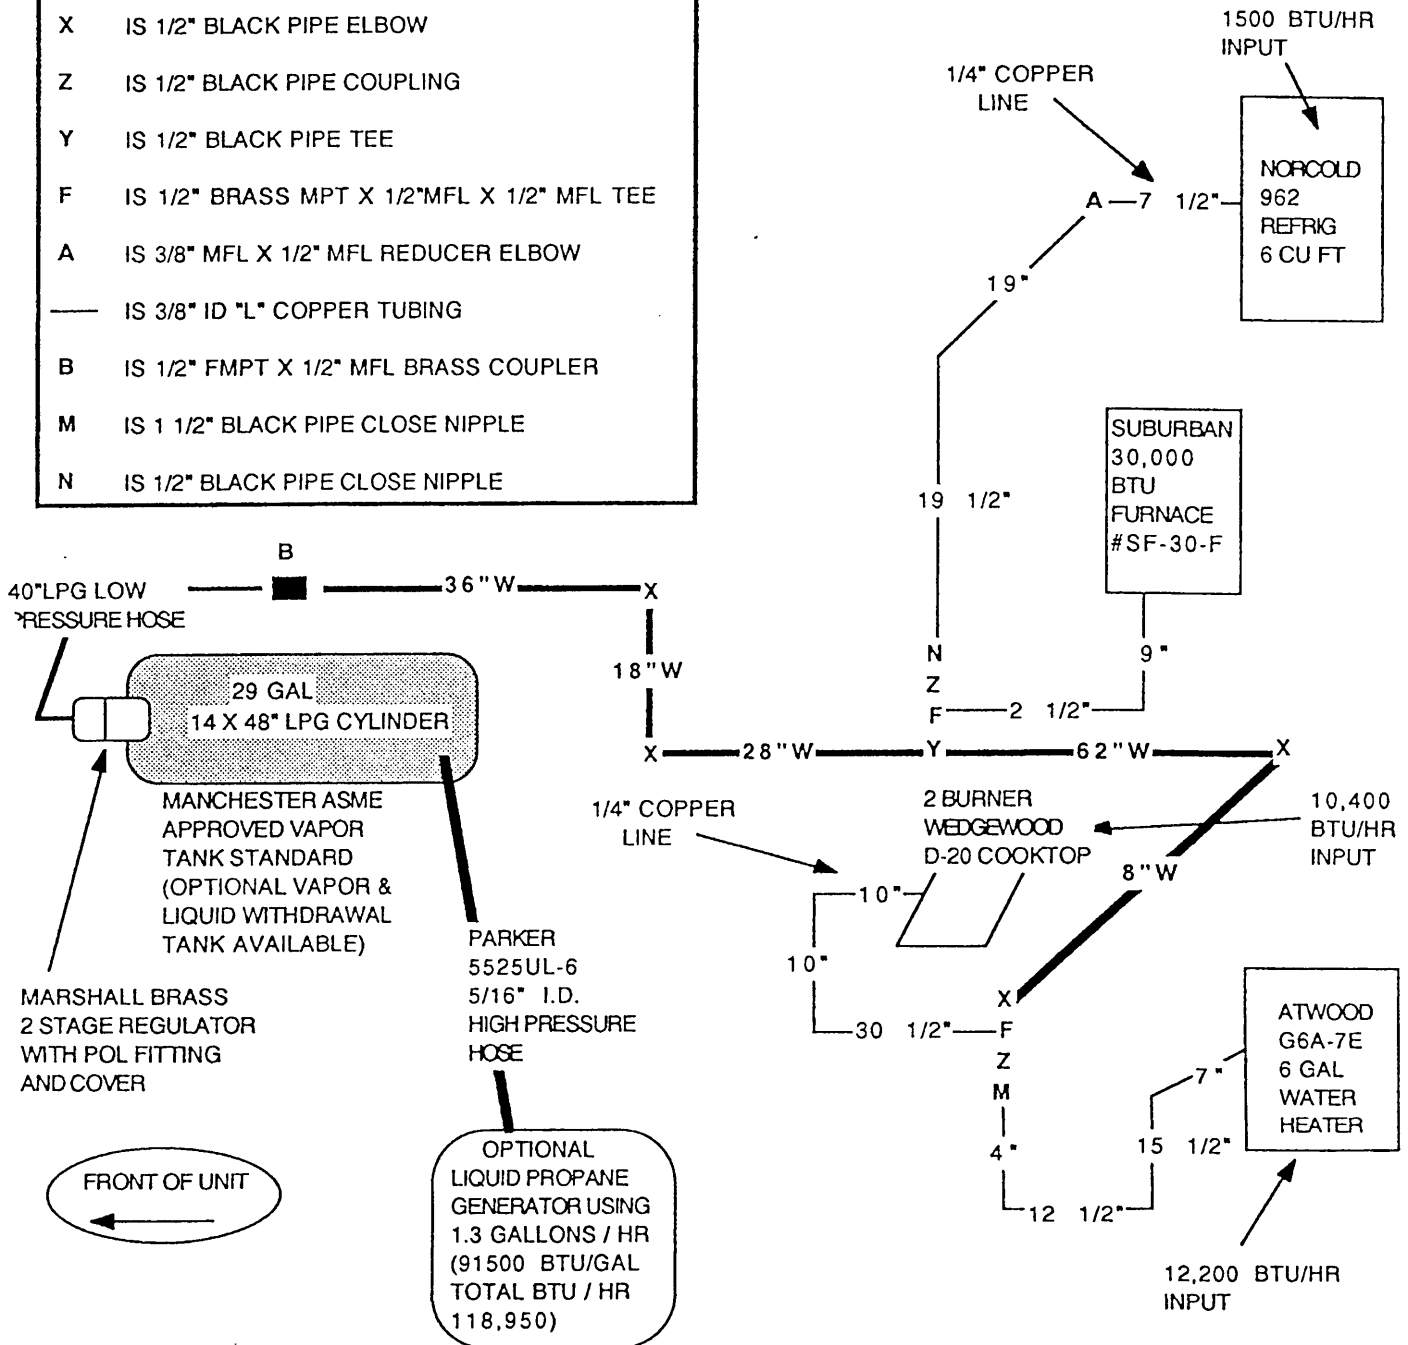 X IS 1/2" BLACK PIPE ELBOW
Z IS 1/2" BLACK PIPE COUPLING
Y IS 1/2" BLACK PIPE TEE
F IS 1/2" BRASS MPT X 1/2"MFL X 1/2" MFL TEE
A IS 3/8" MFL X 1/2" MFL REDUCER ELBOW
IS 3/8" ID "L" COPPER TUBING
B IS 1/2" FMPT X 1/2" MFL BRASS COUPLER
M IS 1 1/2" BLACK PIPE CLOSE NIPPLE
N IS 1/2" BLACK PIPE CLOSE NIPPLE
1500 BTU/HR
INPUT
1/4" COPPER
LINE
NORCOLD
962
REFRIG
6 CU FT
A
7 1/2"
19"
19 1/2"
SUBURBAN
30,000
BTU
FURNACE
#SF-30-F
9"
N
Z
F
2 1/2"
B
40"LPG LOW
PRESSURE HOSE
36"W
X
18"W
X
28"W
Y
62"W
X
29 GAL
14 X 48" LPG CYLINDER
MANCHESTER ASME
APPROVED VAPOR
TANK STANDARD
(OPTIONAL VAPOR &
LIQUID WITHDRAWAL
TANK AVAILABLE)
MARSHALL BRASS
2 STAGE REGULATOR
WITH POL FITTING
AND COVER
PARKER
5525UL-6
5/16" I.D.
HIGH PRESSURE
HOSE
1/4" COPPER
LINE
2 BURNER
WEDGEWOOD
D-20 COOKTOP
10,400
BTU/HR
INPUT
8"W
10"
10"
30 1/2"
X
F
Z
M
4"
12 1/2"
15 1/2"
7"
ATWOOD
G6A-7E
6 GAL
WATER
HEATER
12,200 BTU/HR
INPUT
FRONT OF UNIT
OPTIONAL
LIQUID PROPANE
GENERATOR USING
1.3 GALLONS / HR
(91500 BTU/GAL
TOTAL BTU / HR
118,950)